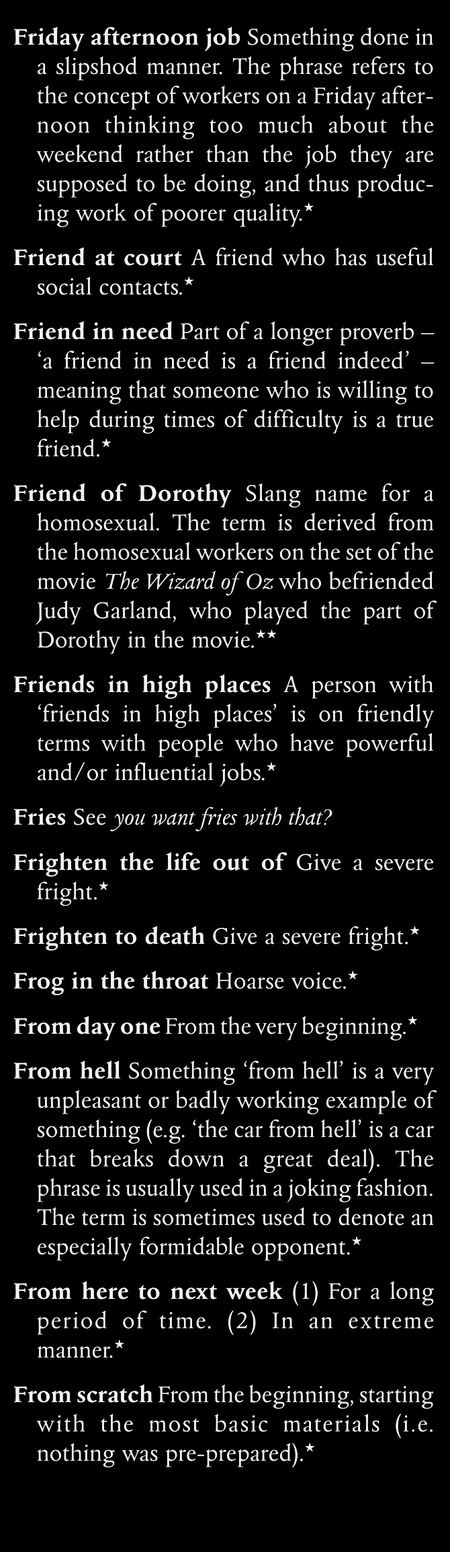 Friday afternoon job Something done in
a slipshod manner. The phrase refers to
the concept of workers on a Friday after-
noon thinking too much about the
weekend rather than the job they are
supposed to be doing, and thus produc-
ing work of poorer quality.★
Friend at court A friend who has useful
social contacts.★
Friend in need Part of a longer proverb –
‘a friend in need is a friend indeed’ –
meaning that someone who is willing to
help during times of difficulty is a true
friend.★
Friend of Dorothy Slang name for a
homosexual. The term is derived from
the homosexual workers on the set of the
movie The Wizard of Oz who befriended
Judy Garland, who played the part of
Dorothy in the movie.★★
Friends in high places A person with
‘friends in high places’ is on friendly
terms with people who have powerful
and/or influential jobs.★
Fries See you want fries with that?
Frighten the life out of Give a severe
fright.★
Frighten to death Give a severe fright.★
Frog in the throat Hoarse voice.★
From day one From the very beginning.★
From hell Something ‘from hell’ is a very
unpleasant or badly working example of
something (e.g. ‘the car from hell’ is a car
that breaks down a great deal). The
phrase is usually used in a joking fashion.
The term is sometimes used to denote an
especially formidable opponent.★
From here to next week (1) For a long
period of time. (2) In an extreme
manner.★
From scratch From the beginning, starting
with the most basic materials (i.e.
nothing was pre-prepared).★